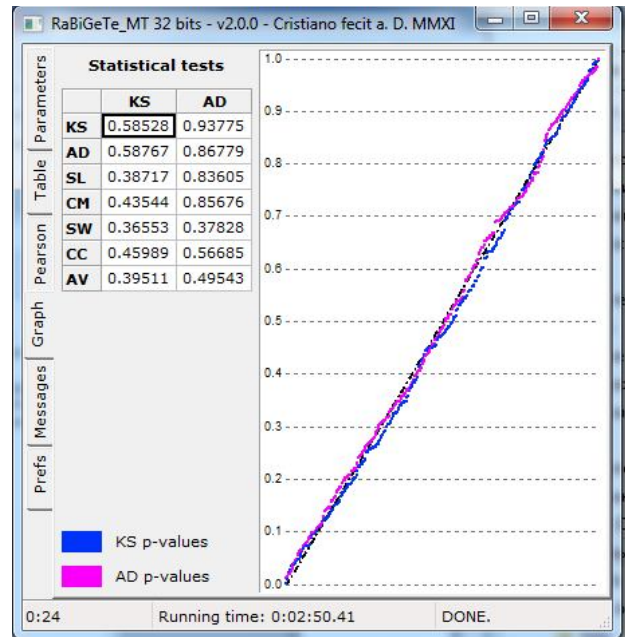 RaBiGeTe_MT 32 bits - v2.0.0 - Cristiano fecit a. D. MMXI
Parameters
Table
Pearson
Graph
Messages
Prefs
Statistical tests
KS AD
KS 0.58528 0.93775
AD 0.58767 0.86779
SL 0.38717 0.83605
CM 0.43544 0.85676
SW 0.36553 0.37828
CC 0.45989 0.56685
AV 0.39511 0.49543
KS p-values
AD p-values
1.0
0.9
0.8
0.7
0.6
0.5
0.4
0.3
0.2
0.1
0.0
0:24 Running time: 0:02:50.41 DONE.